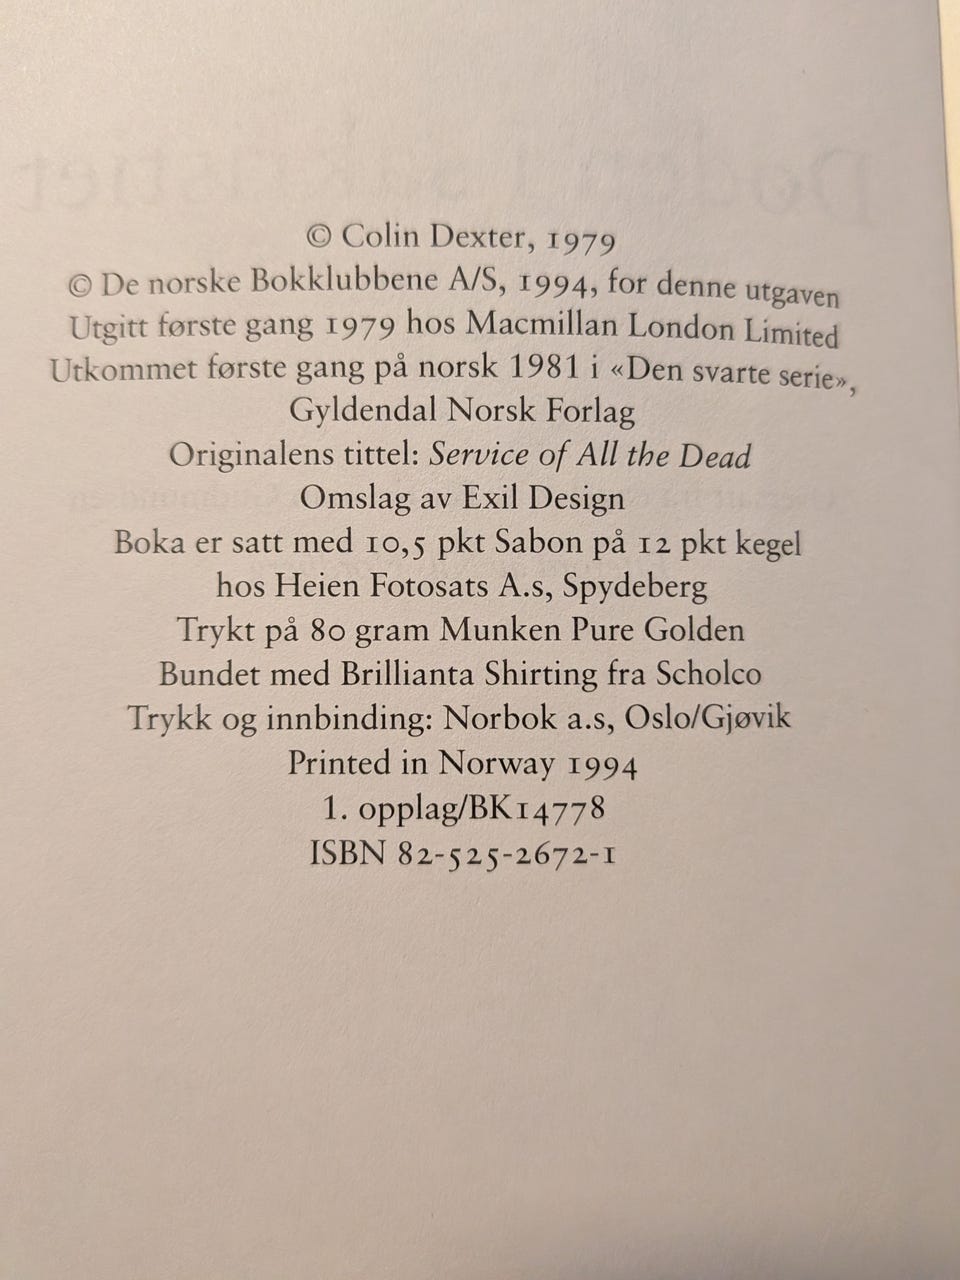 © Colin Dexter, 1979
© De norske Bokklubbene A/S, 1994, for denne utgaven
Utgitt første gang 1979 hos Macmillan London Limited
Utkommet første gang på norsk 1981 i «Den svarte serie»,
Gyldendal Norsk Forlag
Originalens tittel: Service of All the Dead
Omslag av Exil Design
Boka er satt med 10,5 pkt Sabon på 12 pkt kegel
hos Heien Fotosats A.s, Spydeberg
Trykt på 80 gram Munken Pure Golden
Bundet med Brillianta Shirting fra Scholco
Trykk og innbinding: Norbok a.s, Oslo/Gjøvik
Printed in Norway 1994
1. opplag/BK14778
ISBN 82-525-2672-1